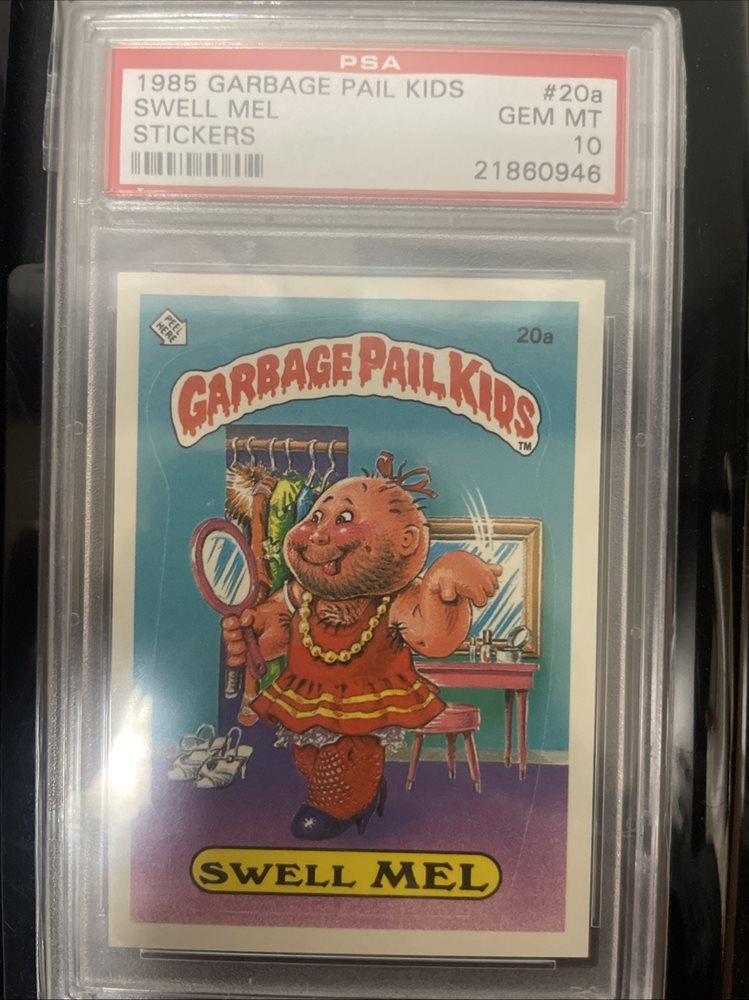 PSA
1985 GARBAGE PAIL KIDS #20a
SWELL MEL GEM MT
STICKERS 10
21860946
PEEL
HERE
20a
GARBAGE PAIL KIDS
TM
SWELL MEL